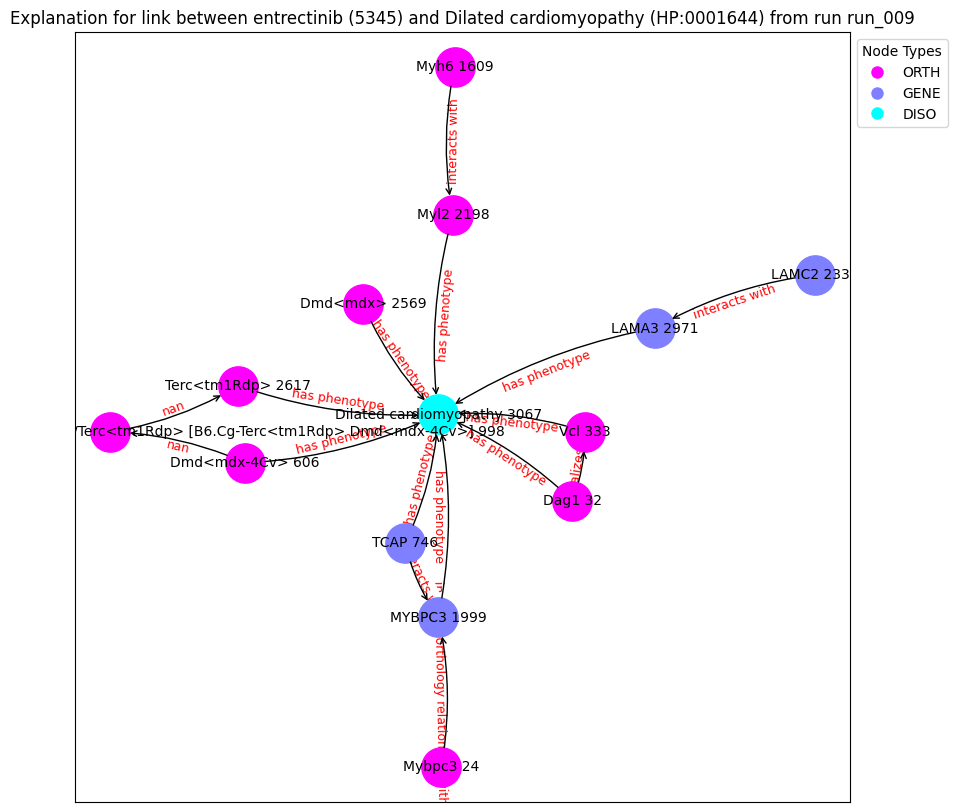 Explanation for link between entrectinib (5345) and Dilated cardiomyopathy (HP:0001644) from run run_009
Node Types
ORTH
GENE
DISO
Myh6 1609
interacts with
Myl2 2198
LAMC2 233
interacts with
LAMA3 2971
Dmd<mdx> 2569
has phenotype
has phenotype
has phenotype
Terc<tm1Rdp> 2617
nan
has phenotype
Dilated cardiomyopathy 3067
has phenotype
/Terc<tm1Rdp> [B6.Cg-Terc<tm1Rdp> Dmd<mdx-4Cv> 1998
Vcl 333
nan
has phenotype
has phenotype
Dmd<mdx-4Cv> 606
alizes
Dag1 32
has phenotype
has phenotype
TCAP 746
MYBPC3 1999
orthology relation
Mybpc3 24